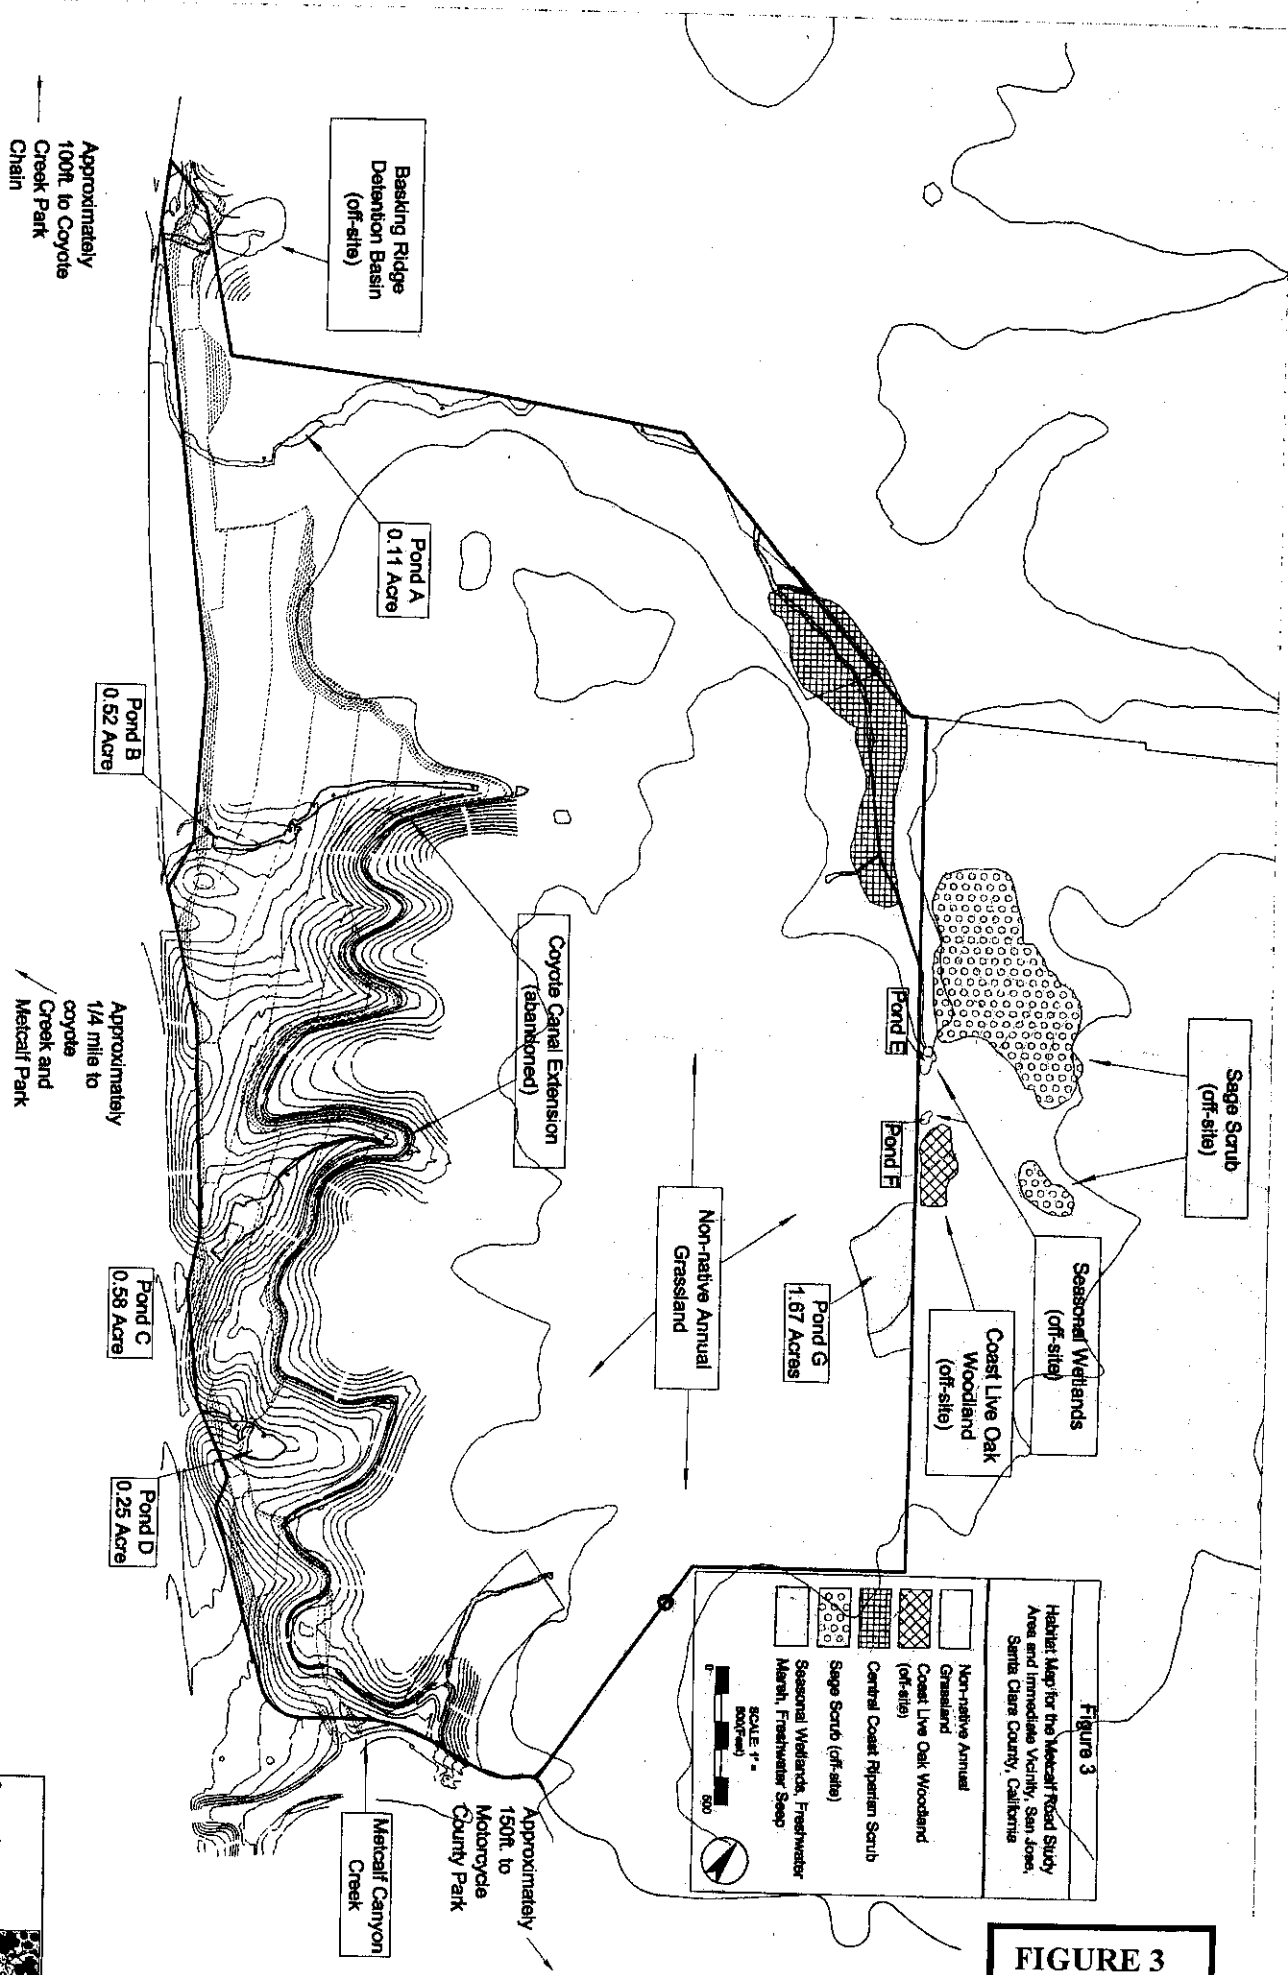 Approximately
100ft. to Coyote
Creek Park
Chain
Basking Ridge
Detention Basin
(off-site)
Pond A
0.11 Acre
Pond B
0.52 Acre
Approximately
1/4 mile to
coyote
Creek and
Metcalf Park
Coyote Canal Extension
(abandoned)
Pond E
Pond F
Sage Scrub
(off-site)
Seasonal Wetlands
(off-site)
Coast Live Oak
Woodland
(off-site)
Pond G
1.67 Acres
Non-native Annual
Grassland
Pond C
0.58 Acre
Pond D
0.25 Acre
Metcalf Canyon
Creek
Approximately
150ft. to
Motorcycle
County Park
Figure 3
Habitat Map for the Metcalf Road Study
Area and Immediate Vicinity, San Jose,
Santa Clara County, California
Non-native Annual
Grassland
Coast Live Oak Woodland
(off-site)
Central Coast Riparian Scrub
Sage Scrub (off-site)
Seasonal Wetlands, Freshwater
Marsh, Freshwater Seep
SCALE: 1" =
500(Feet)
0
500
FIGURE 3